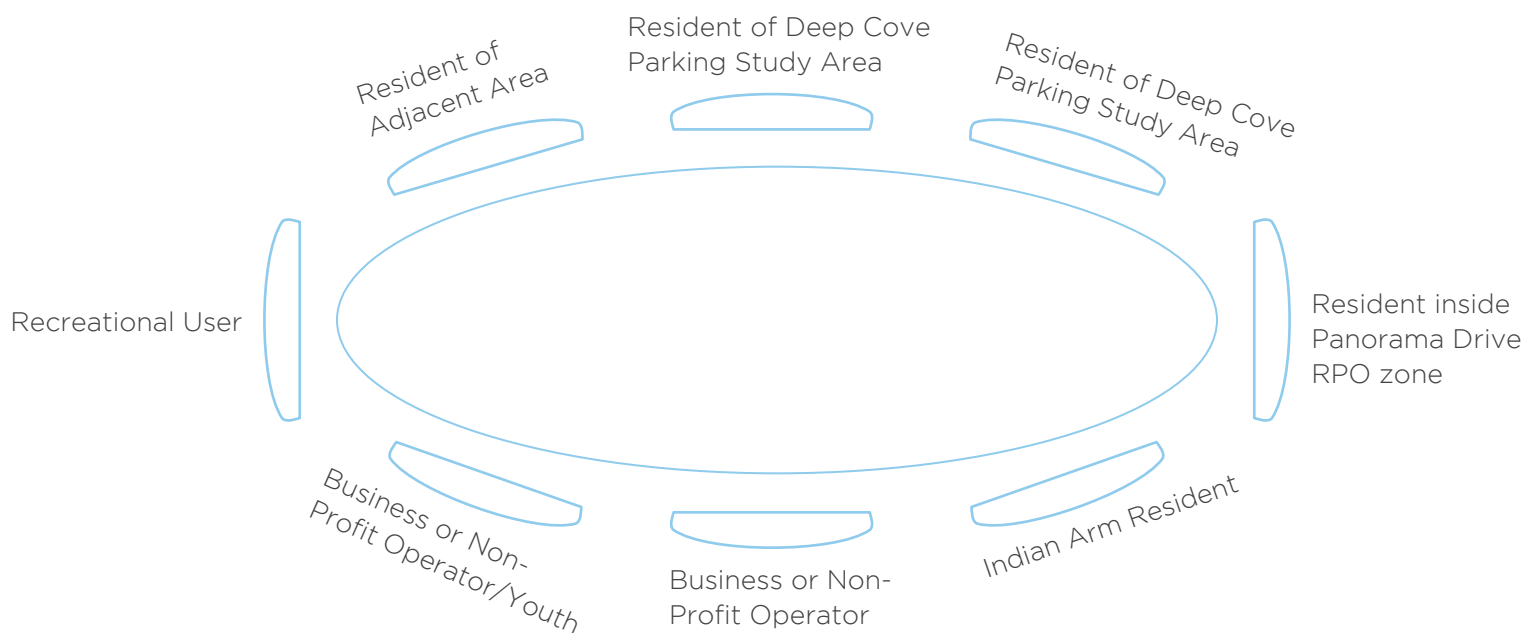 Resident of
Adjacent Area
Resident of Deep Cove
Parking Study Area
Resident of Deep Cove
Parking Study Area
Recreational User
Resident inside
Panorama Drive
RPO zone
Business or Non-
Profit Operator/Youth
Business or Non-
Profit Operator
Indian Arm Resident